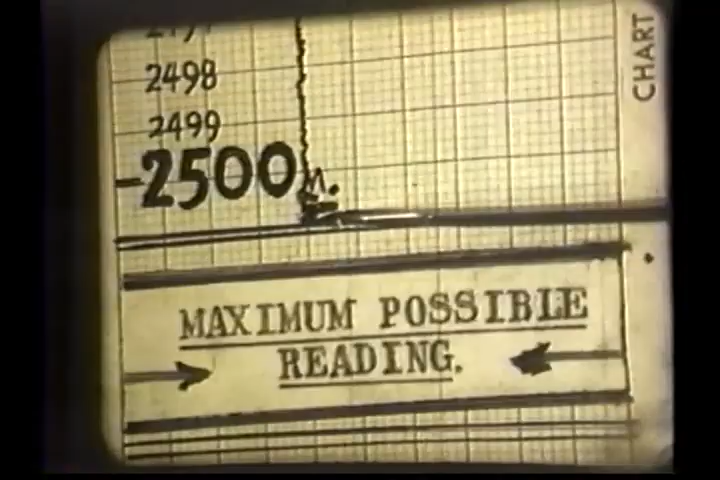 2498
2499
-2500 M.
MAXIMUM POSSIBLE
READING.
CHART